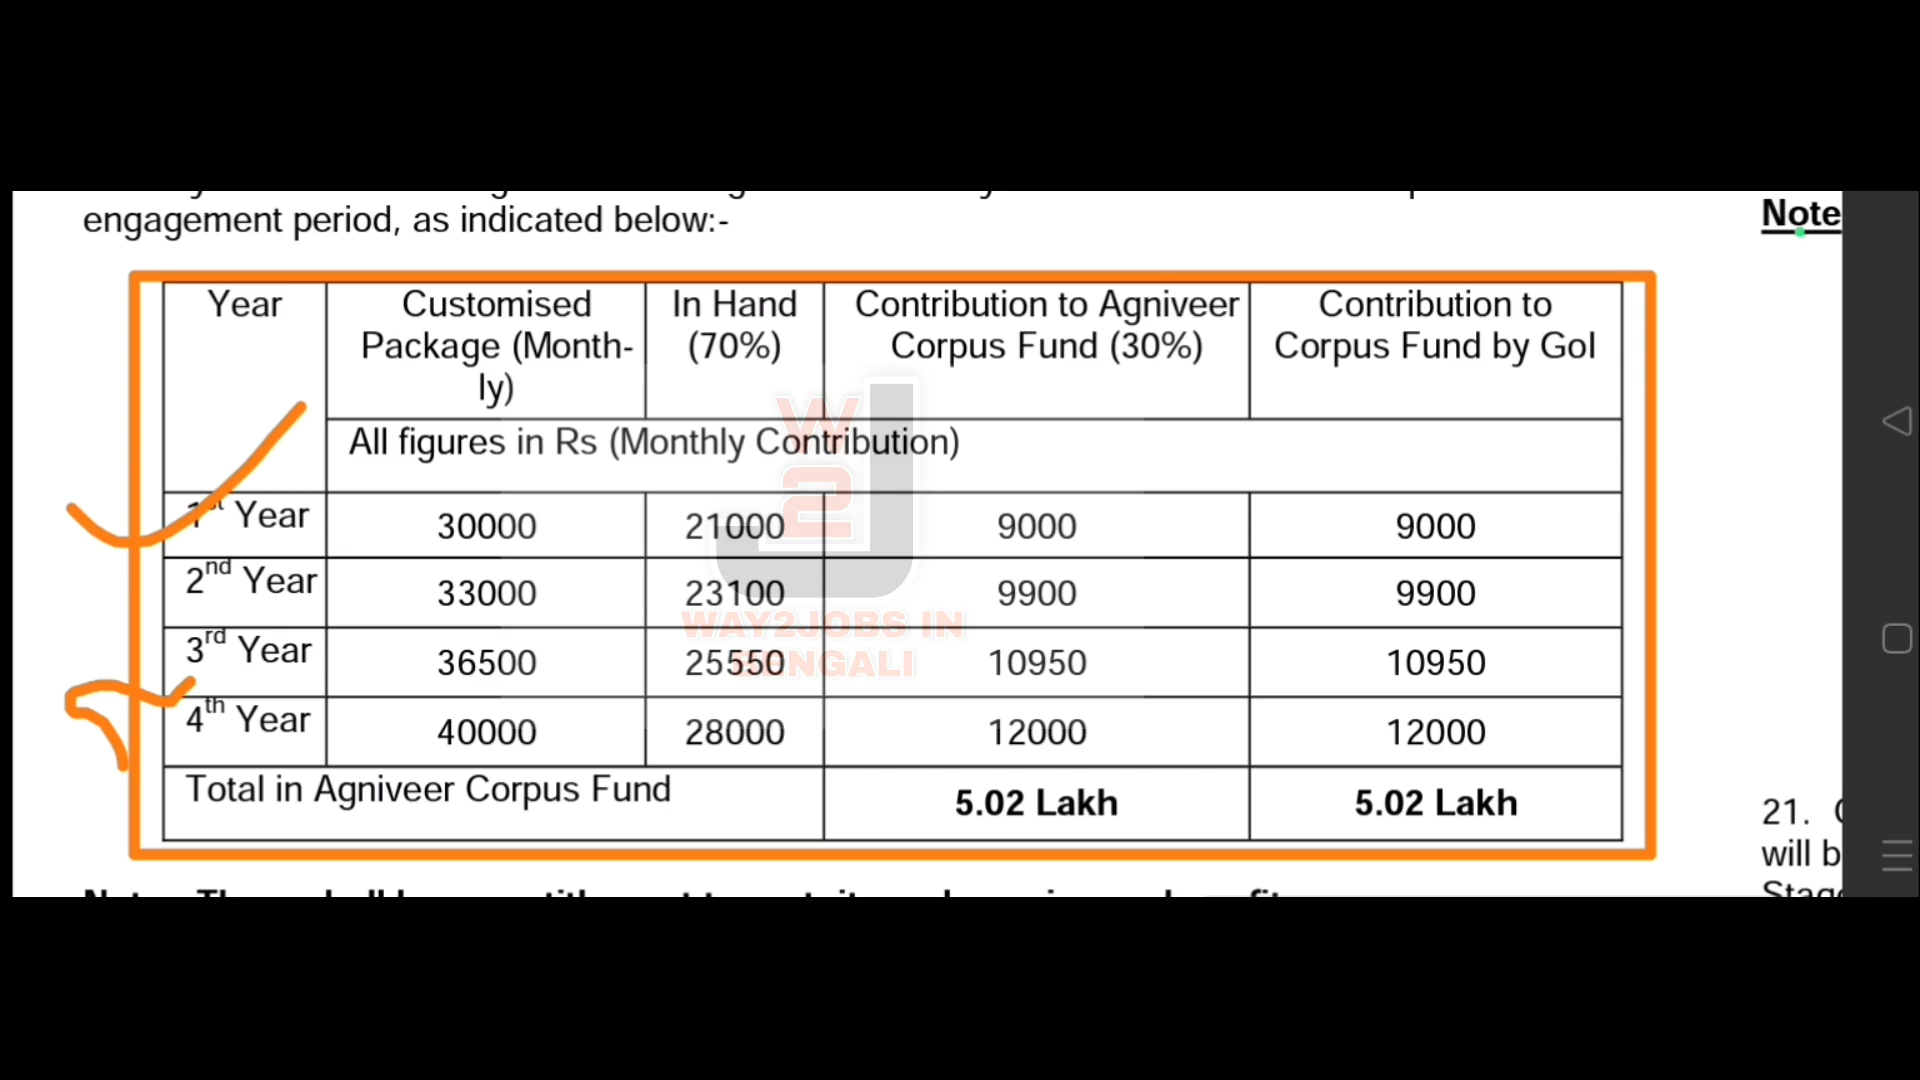 engagement period, as indicated below:-
Note
Year
Customised Package (Month-
ly)
In Hand
(70%)
Contribution to Agniveer
Corpus Fund (30%)
Contribution to
Corpus Fund by GoI
All figures in Rs (Monthly Contribution)
1st Year 30000 21000 9000 9000
2nd Year 33000 23100 9900 9900
3rd Year 36500 25550 10950 10950
4th Year 40000 28000 12000 12000
Total in Agniveer Corpus Fund 5.02 Lakh 5.02 Lakh
W
2
J
WAY2JOBS IN
BENGALI
21.
will b